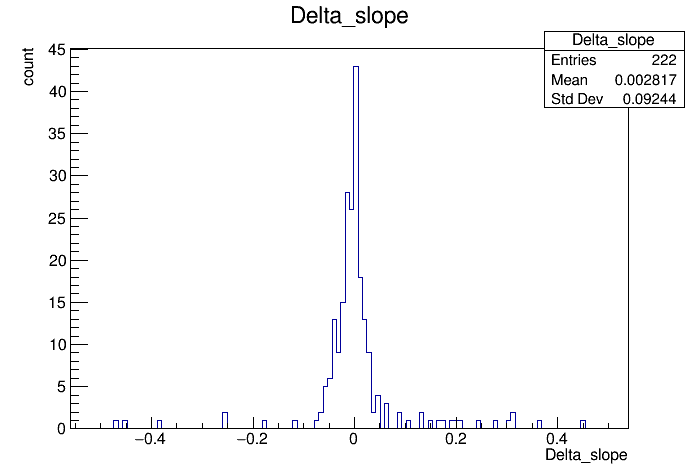 Delta_slope
Delta_slope
Entries 222
Mean 0.002817
Std Dev 0.09244
count
45
40
35
30
25
20
15
10
5
0
−0.4 −0.2 0 0.2 0.4
Delta_slope